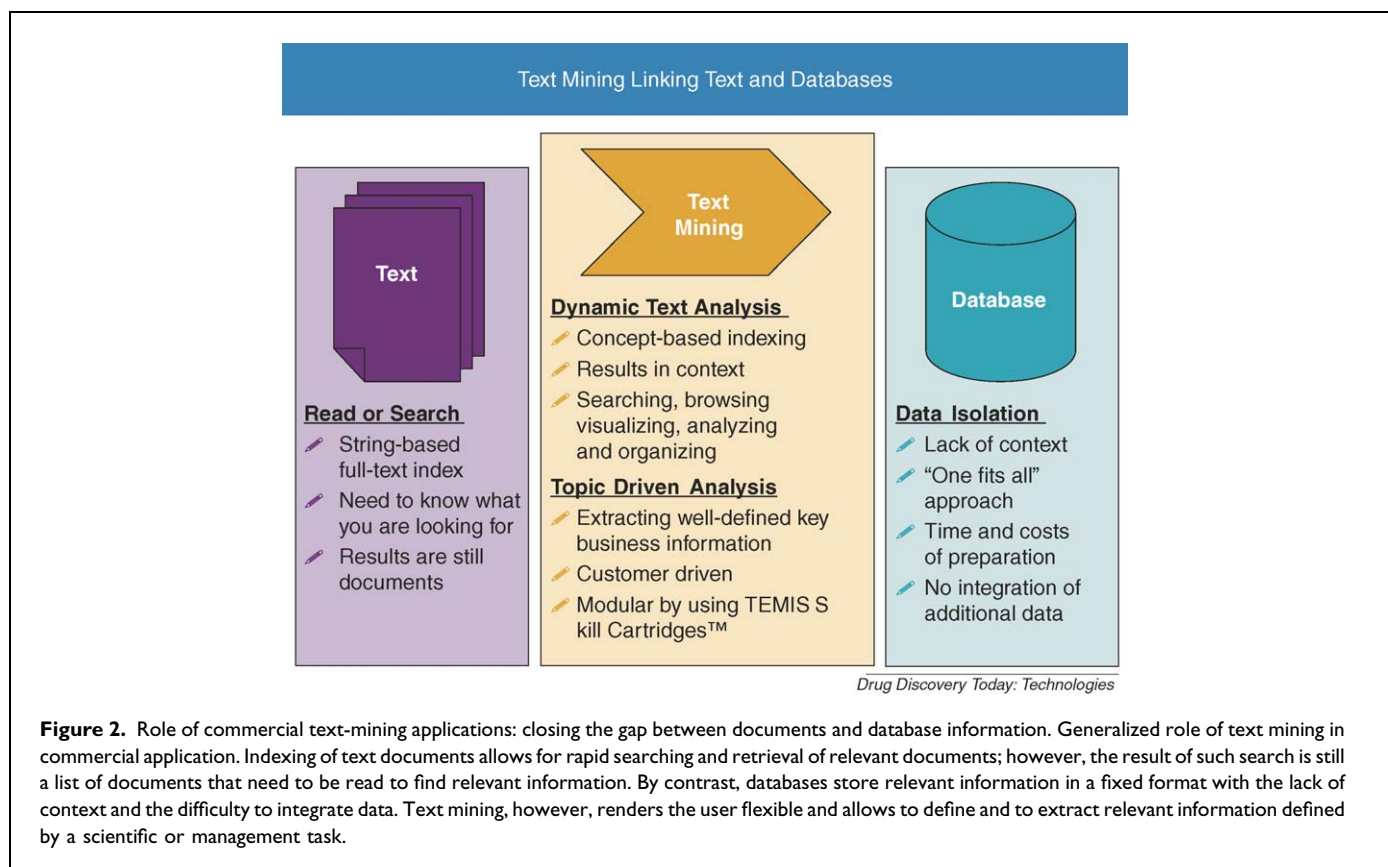 Text Mining Linking Text and Databases
Text
Read or Search
String-based
full-text index
Need to know what
you are looking for
Results are still
documents
Text
Mining
Dynamic Text Analysis
Concept-based indexing
Results in context
Searching, browsing
visualizing, analyzing
and organizing
Topic Driven Analysis
Extracting well-defined key
business information
Customer driven
Modular by using TEMIS S
kill Cartridges™
Database
Data Isolation
Lack of context
“One fits all”
approach
Time and costs
of preparation
No integration of
additional data
Drug Discovery Today: Technologies
Figure 2. Role of commercial text-mining applications: closing the gap between documents and database information. Generalized role of text mining in
commercial application. Indexing of text documents allows for rapid searching and retrieval of relevant documents; however, the result of such search is still
a list of documents that need to be read to find relevant information. By contrast, databases store relevant information in a fixed format with the lack of
context and the difficulty to integrate data. Text mining, however, renders the user flexible and allows to define and to extract relevant information defined
by a scientific or management task.